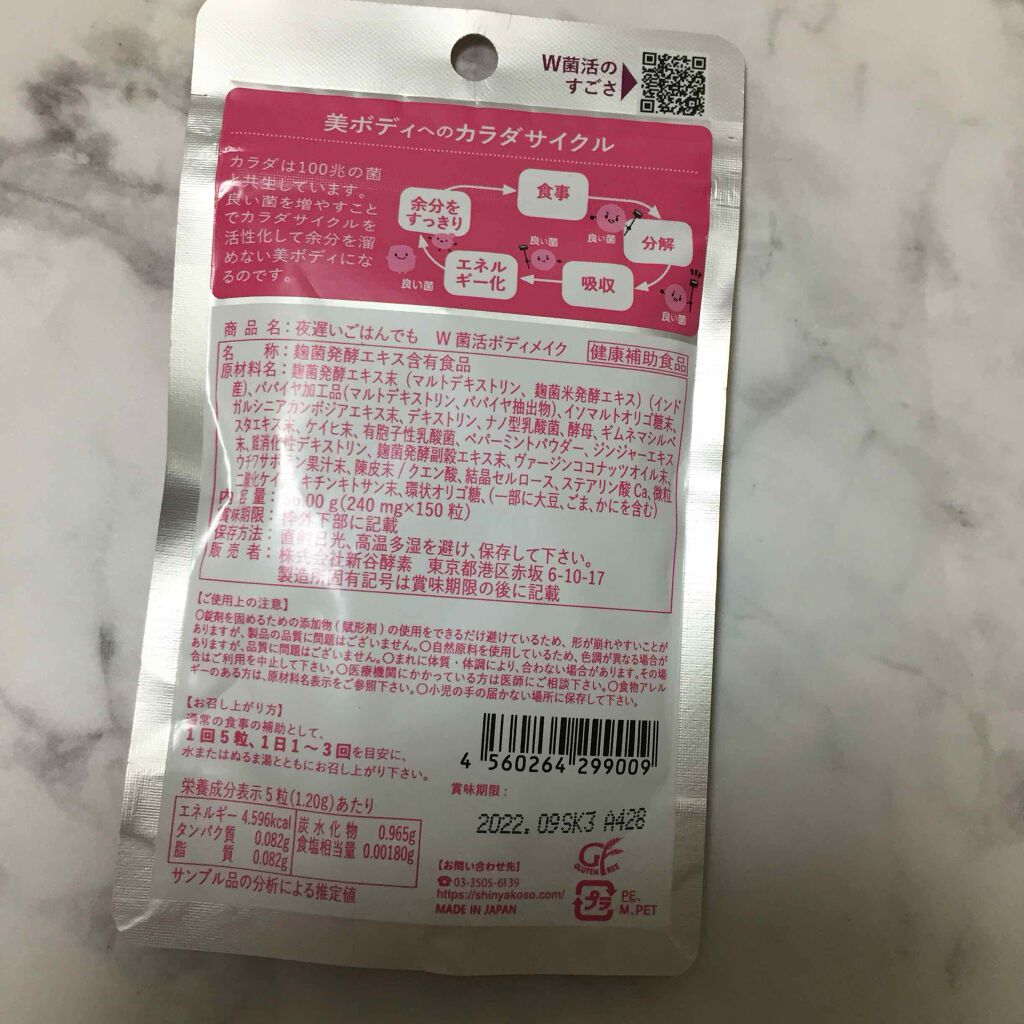 W菌活の
すごさ
美ボディへのカラダサイクル
カラダは100兆の菌
と共生しています。
良い菌を増やすこと
でカラダサイクルを
活性化して余分を溜
めない美ボディにな
るのです。
食事
分解
吸収
エネル
ギー化
余分を
すっきり
良い菌
良い菌
良い菌
良い菌
商品名:夜遅いごはんでも W菌活ボディメイク 健康補助食品
名称:麹菌発酵エキス含有食品
原材料名:麹菌発酵エキス末(マルトデキストリン、麹菌米発酵エキス)(インド
産)、パパイヤ加工品(マルトデキストリン、パパイヤ抽出物)、イソマルトオリゴ糖末、
ガルシニアカンボジアエキス末、デキストリン、ナノ型乳酸菌、酵母、ギムネマシルベ
スタエキス末、ケイヒ末、有胞子性乳酸菌、ペパーミントパウダー、ジンジャーエキス
末、難消化性デキストリン、麹菌発酵副穀エキス末、ヴァージンココナッツオイル末、
ウチワサボテン果汁末、陳皮末/クエン酸、結晶セルロース、ステアリン酸Ca、微粒
二酸化ケイ素、キチンキトサン末、環状オリゴ糖、(一部に大豆、ごま、かにを含む)
内容量:36.00g(240mg×150粒)
賞味期限:枠外下部に記載
保存方法:直射日光、高温多湿を避け、保存して下さい。
販売者:株式会社新谷酵素 東京都港区赤坂6-10-17
製造所固有記号は賞味期限の後に記載
【ご使用上の注意】
〇錠剤を固めるための添加物(賦形剤)の使用をできるだけ避けているため、形が崩れやすいことが
ありますが、製品の品質に問題はございません。〇自然原料を使用しているため、色調が異なる場合が
ありますが、品質に問題はございません。〇まれに体質・体調により、合わない場合があります。その場
合はご利用を中止して下さい。〇医療機関にかかっている方は医師にご相談下さい。〇食物アレル
ギーのある方は、原材料名表示をご参照下さい。〇小児の手の届かない場所に保存して下さい。
【お召し上がり方】
通常の食事の補助として、
1回5粒、1日1～3回を目安に、
水またはぬるま湯とともにお召し上がり下さい。
4 560264 299009
賞味期限:
2022.09SK3 A428
栄養成分表示5粒(1.20g)あたり
エネルギー 4.596kcal
タンパク質 0.082g
脂質 0.082g
炭水化物 0.965g
食塩相当量 0.00180g
サンプル品の分析による推定値
GF
GLUTEN FREE
【お問い合わせ先】
☎03-3505-6139
https://shinyakoso.com/
MADE IN JAPAN
プラ
PE、
M、PET